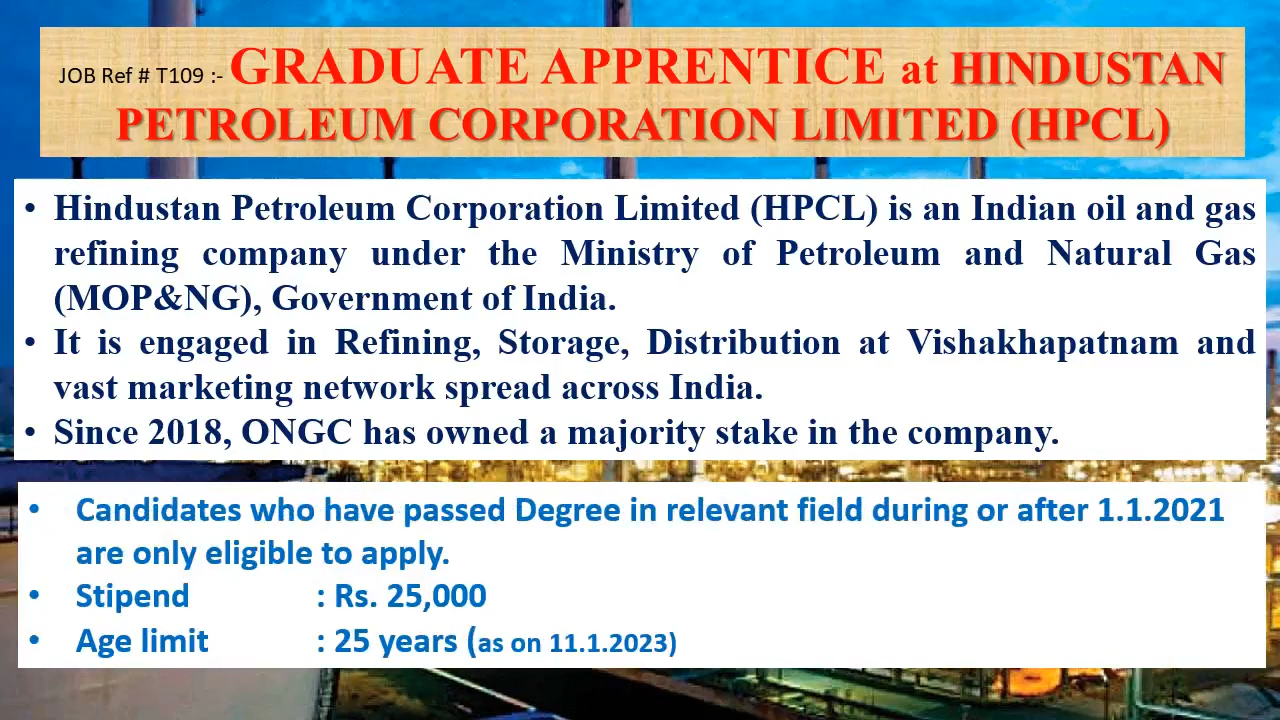 JOB Ref # T109 :- GRADUATE APPRENTICE at HINDUSTAN
PETROLEUM CORPORATION LIMITED (HPCL)
• Hindustan Petroleum Corporation Limited (HPCL) is an Indian oil and gas
refining company under the Ministry of Petroleum and Natural Gas
(MOP&NG), Government of India.
• It is engaged in Refining, Storage, Distribution at Vishakhapatnam and
vast marketing network spread across India.
• Since 2018, ONGC has owned a majority stake in the company.
• Candidates who have passed Degree in relevant field during or after 1.1.2021
are only eligible to apply.
• Stipend : Rs. 25,000
• Age limit : 25 years (as on 11.1.2023)